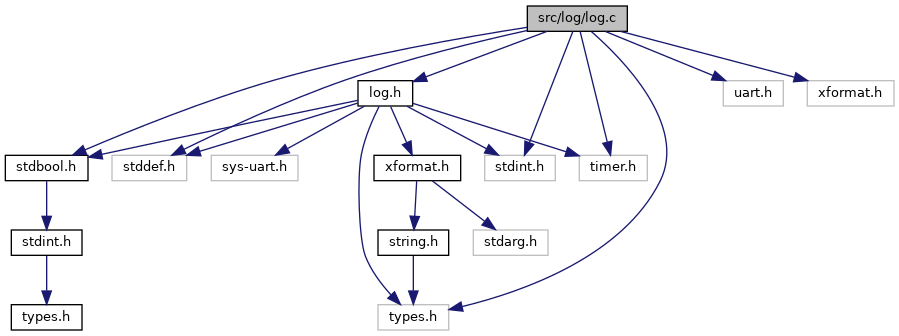 src/log/log.c
log.h
uart.h
xformat.h
stdbool.h
stddef.h
sys-uart.h
xformat.h
stdint.h
timer.h
stdint.h
string.h
stdarg.h
types.h
types.h